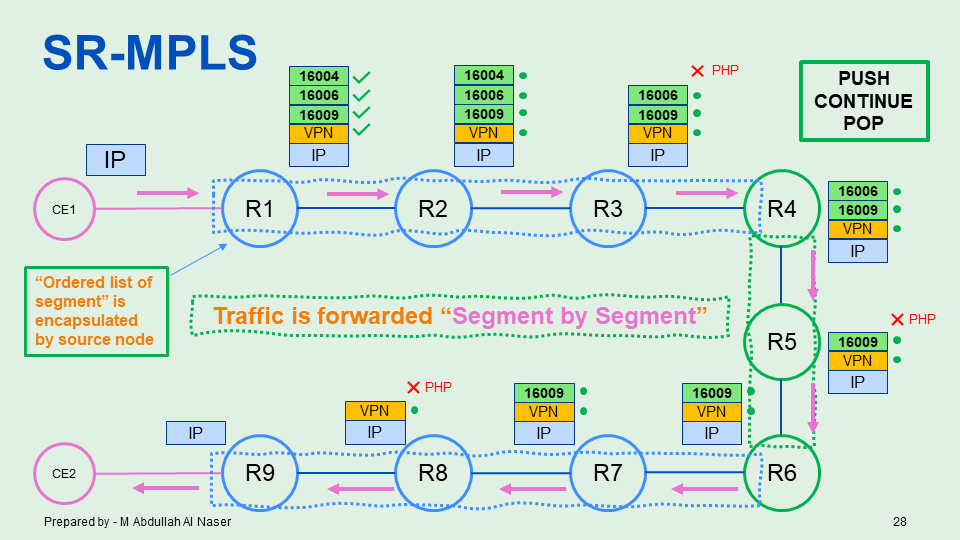 SR-MPLS
PUSH
CONTINUE
POP
16004
16006
16009
VPN
IP
16004
16006
16009
VPN
IP
PHP
16006
16009
VPN
IP
IP
CE1
R1
R2
R3
R4
16006
16009
VPN
IP
“Ordered list of
segment” is
encapsulated
by source node
Traffic is forwarded “Segment by Segment”
R5
PHP
16009
VPN
IP
PHP
VPN
IP
16009
VPN
IP
16009
VPN
IP
IP
CE2
R9
R8
R7
R6
Prepared by - M Abdullah Al Naser
28